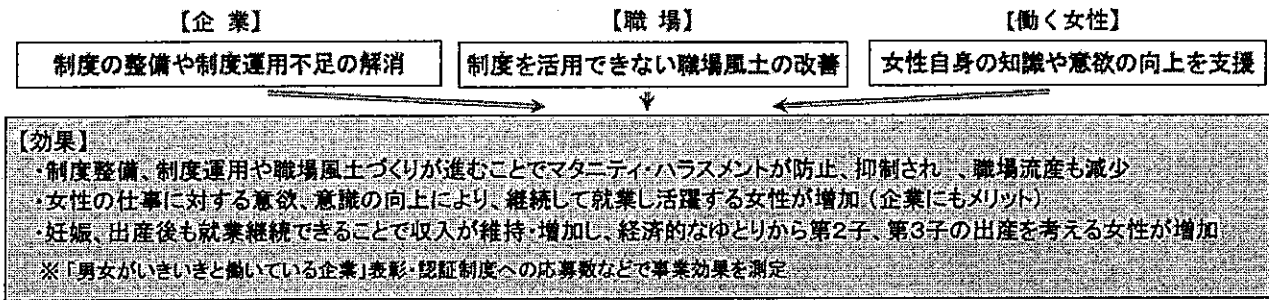 【企 業】 【職 場】 【働く女性】
制度の整備や制度運用不足の解消 制度を活用できない職場風土の改善 女性自身の知識や意欲の向上を支援
【効果】
・制度整備、制度運用や職場風土づくりが進むことでマタニティ・ハラスメントが防止、抑制され 、職場流産も減少
・女性の仕事に対する意欲、意識の向上により、継続して就業し活躍する女性が増加（企業にもメリット）
・妊娠、出産後も就業継続できることで収入が維持・増加し、経済的なゆとりから第2子、第3子の出産を考える女性が増加
※「男女がいきいきと働いている企業」表彰・認証制度への応募数などで事業効果を測定